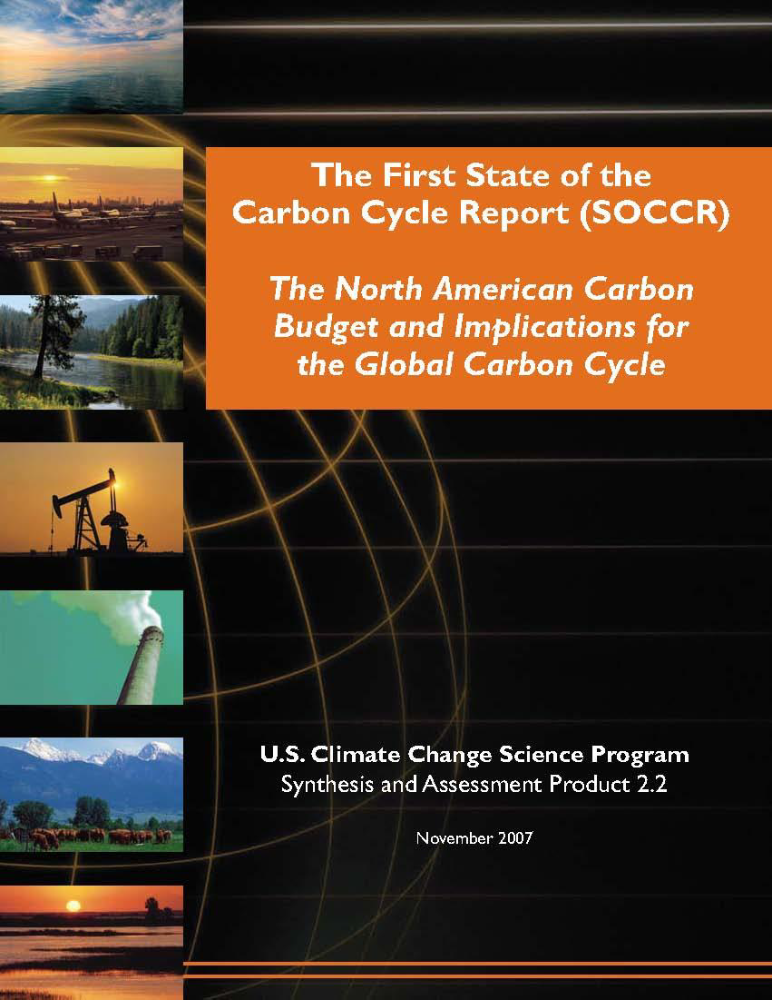 The First State of the
Carbon Cycle Report (SOCCR)
The North American Carbon
Budget and Implications for
the Global Carbon Cycle
U.S. Climate Change Science Program
Synthesis and Assessment Product 2.2
November 2007